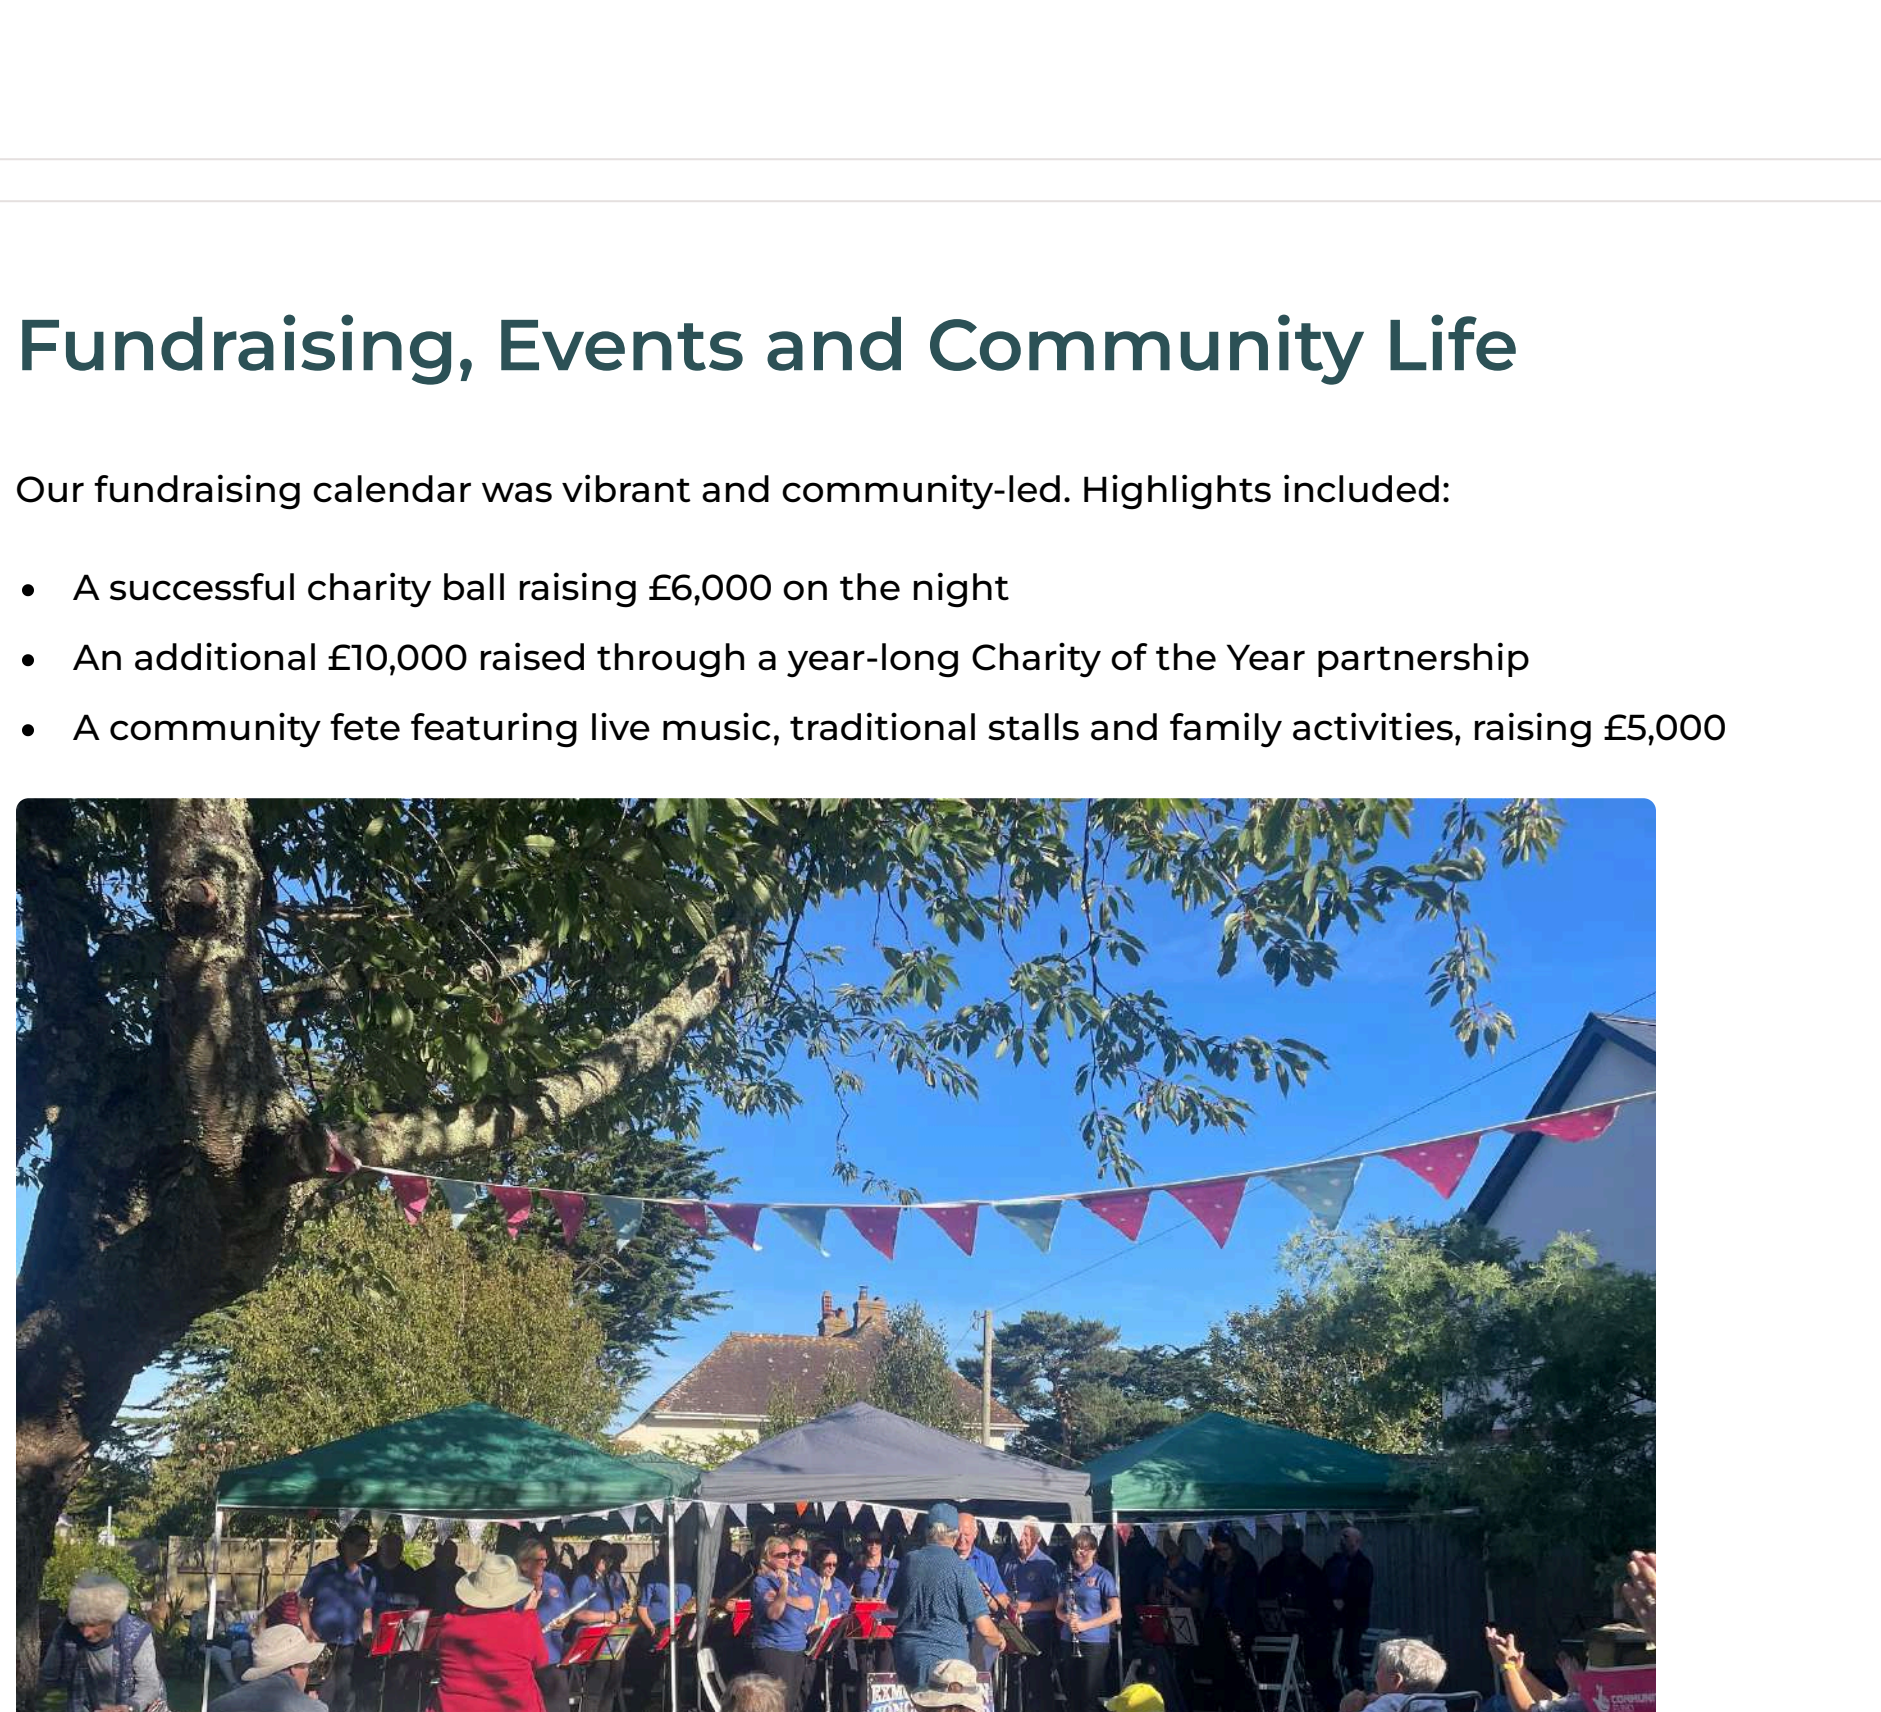 Fundraising, Events and Community Life
Our fundraising calendar was vibrant and community-led. Highlights included:
• A successful charity ball raising £6,000 on the night
• An additional £10,000 raised through a year-long Charity of the Year partnership
• A community fete featuring live music, traditional stalls and family activities, raising £5,000